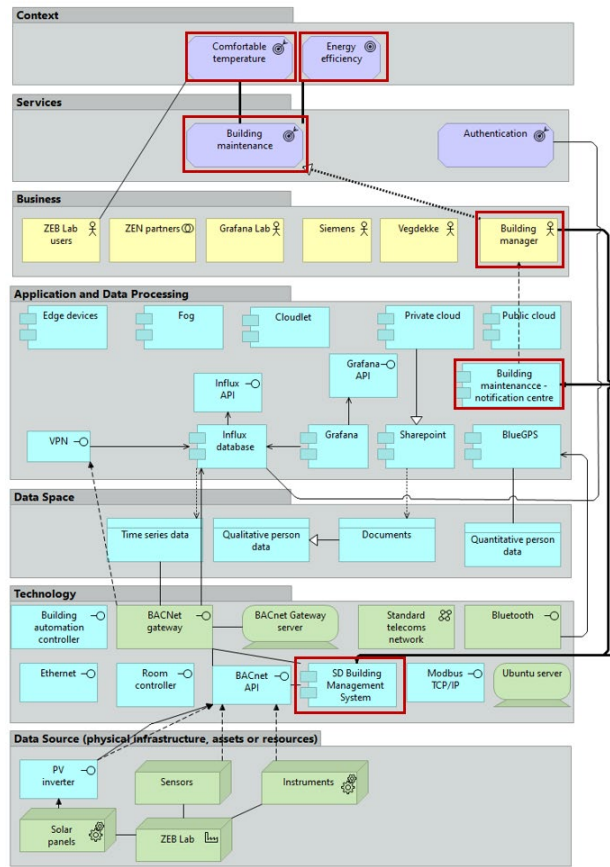 Context
Comfortable
temperature
Energy
efficiency
Services
Building
maintenance
Authentication
Business
ZEB Lab
users
ZEN partners
Grafana Lab
Siemens
Vegdekke
Building
manager
Application and Data Processing
Edge devices
Fog
Cloudlet
Private cloud
Public cloud
Influx
API
Grafana
API
Building
maintenancce -
notification centre
VPN
Influx
database
Grafana
Sharepoint
BlueGPS
Data Space
Time series data
Qualitative person
data
Documents
Quantitative person
data
Technology
Building
automation
controller
BACNet
gateway
BACnet Gateway
server
Standard
telecoms
network
Bluetooth
Ethernet
Room
controller
BACnet
API
SD Building
Management
System
Modbus
TCP/IP
Ubuntu server
Data Source (physical infrastructure, assets or resources)
PV
inverter
Sensors
Instruments
Solar
panels
ZEB Lab